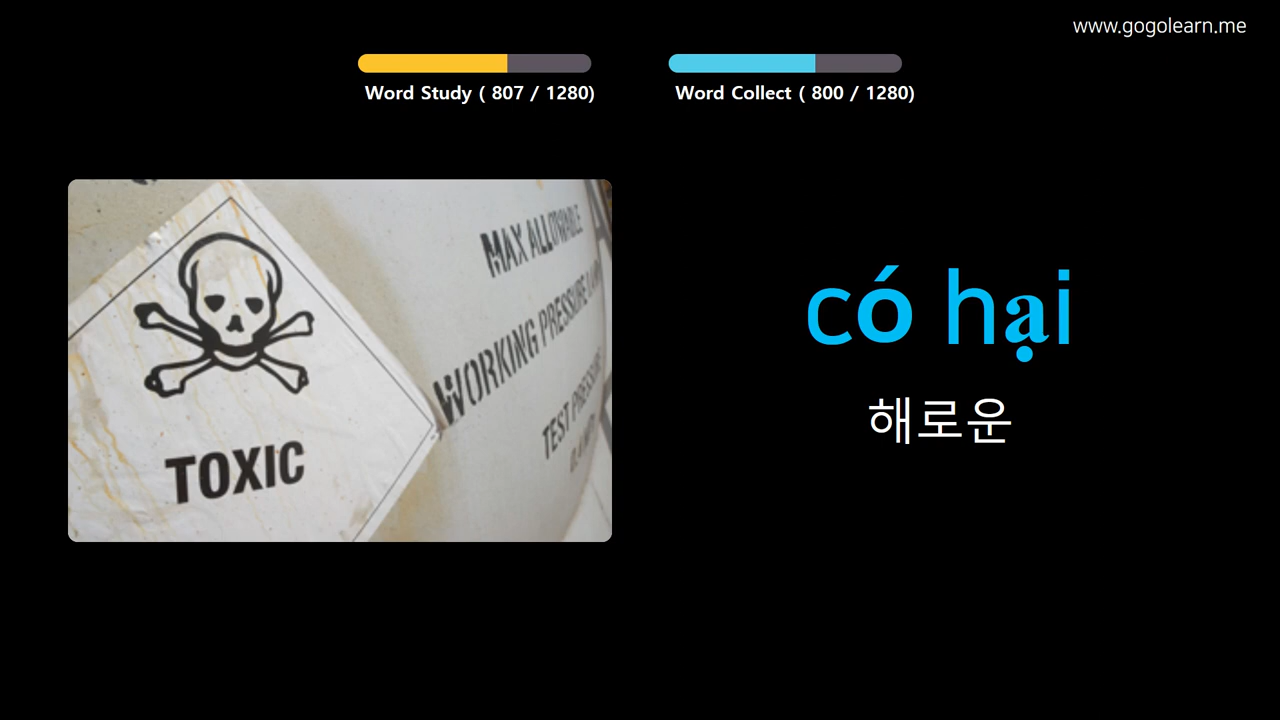 www.gogolearn.me
Word Study ( 807 / 1280)
Word Collect ( 800 / 1280)
TOXIC
MAX ALLOWABLE
WORKING PRESSURE
TEST PRESSURE
có hại
해로운